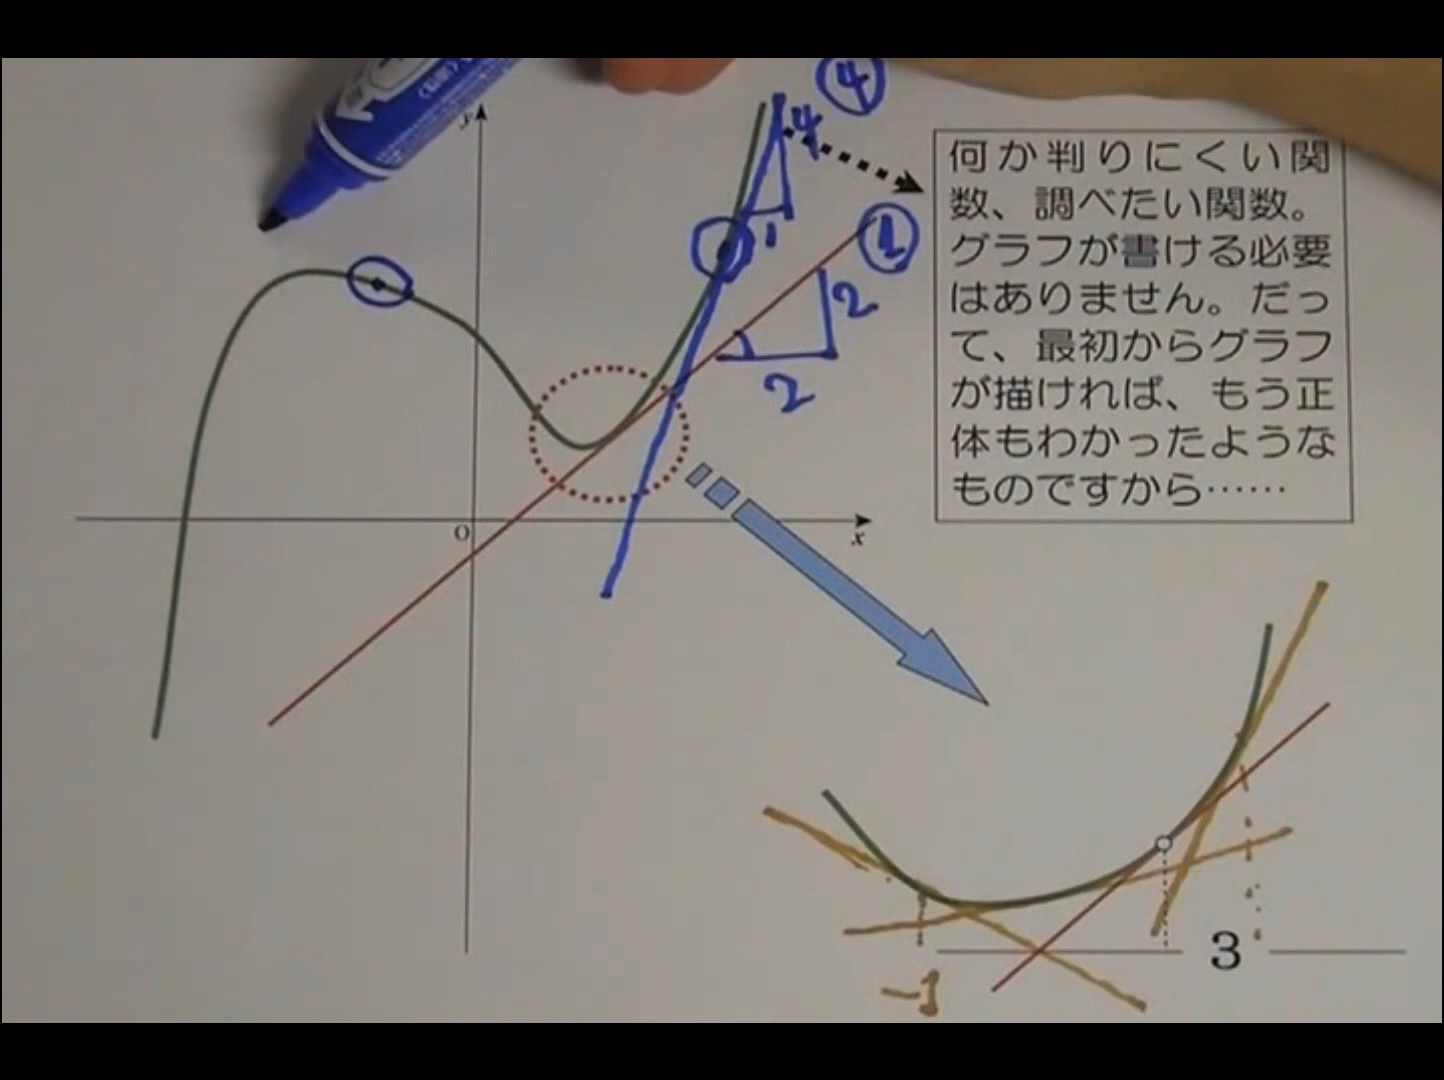 y
4
④
4
1
①
2
2
何か判りにくい関
数、調べたい関数。
グラフが書ける必要
はありません。だっ
て、最初からグラフ
が描ければ、もう正
体もわかったような
ものですから……
O
x
3
-1